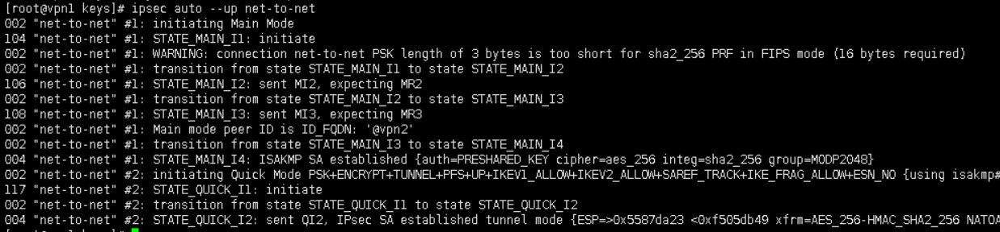 [root@vpn1 keys]# ipsec auto --up net-to-net
002 "net-to-net" #1: initiating Main Mode
104 "net-to-net" #1: STATE_MAIN_I1: initiate
002 "net-to-net" #1: WARNING: connection net-to-net PSK length of 3 bytes is too short for sha2_256 PRF in FIPS mode (16 bytes required)
002 "net-to-net" #1: transition from state STATE_MAIN_I1 to state STATE_MAIN_I2
106 "net-to-net" #1: STATE_MAIN_I2: sent MI2, expecting MR2
002 "net-to-net" #1: transition from state STATE_MAIN_I2 to state STATE_MAIN_I3
108 "net-to-net" #1: STATE_MAIN_I3: sent MI3, expecting MR3
002 "net-to-net" #1: Main mode peer ID is ID_FQDN: '@vpn2'
002 "net-to-net" #1: transition from state STATE_MAIN_I3 to state STATE_MAIN_I4
004 "net-to-net" #1: STATE_MAIN_I4: ISAKMP SA established {auth=PRESHARED_KEY cipher=aes_256 integ=sha2_256 group=MODP2048}
002 "net-to-net" #2: initiating Quick Mode PSK+ENCRYPT+TUNNEL+PFS+UP+IKEV1_ALLOW+IKEV2_ALLOW+SAREF_TRACK+IKE_FRAG_ALLOW+ESN_NO {using isakmp#
117 "net-to-net" #2: STATE_QUICK_I1: initiate
002 "net-to-net" #2: transition from state STATE_QUICK_I1 to state STATE_QUICK_I2
004 "net-to-net" #2: STATE_QUICK_I2: sent QI2, IPsec SA established tunnel mode {ESP=>0x5587da23 <0xf505db49 xfrm=AES_256-HMAC_SHA2_256 NATOA